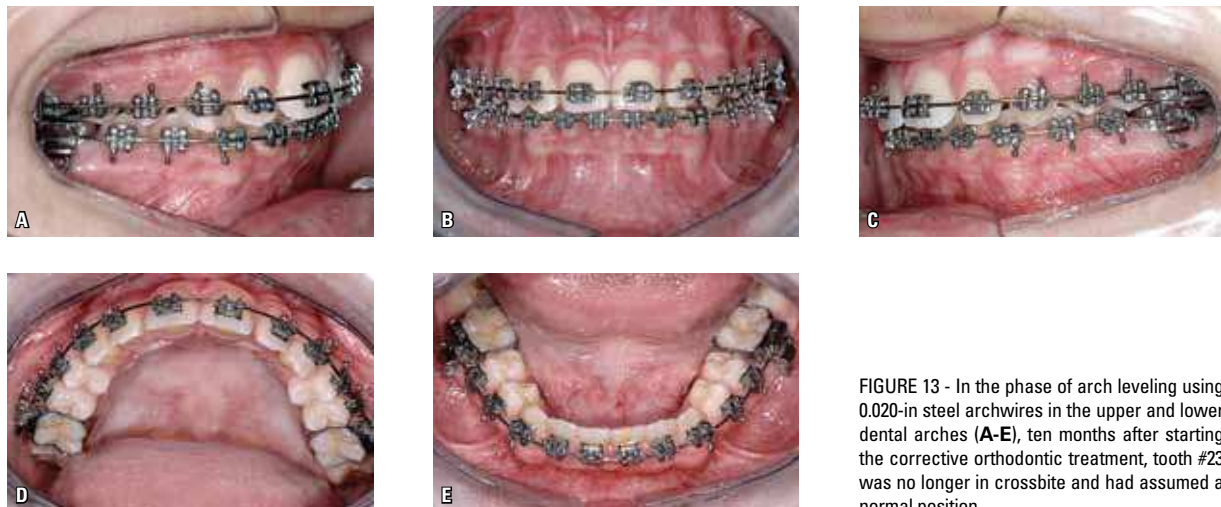 A
B
C
D
E
FIGURE 13 - In the phase of arch leveling using
0.020-in steel archwires in the upper and lower
dental arches (A-E), ten months after starting
the corrective orthodontic treatment, tooth #23
was no longer in crossbite and had assumed a
normal position